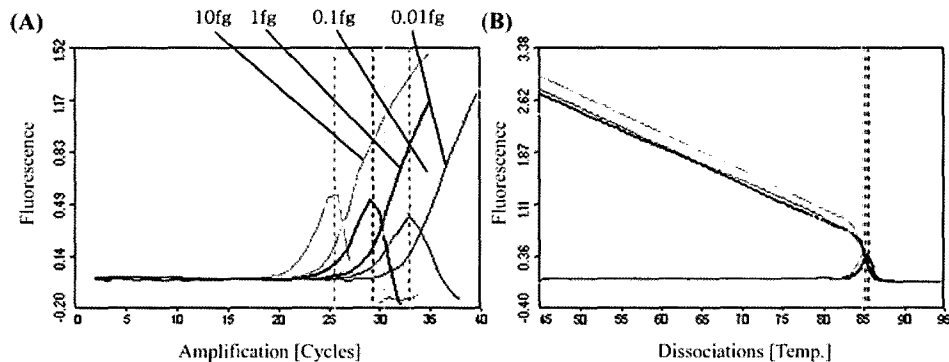 (A)
10fg 1fg 0.1fg 0.01fg
Fluorescence
1.52
1.17
0.83
0.49
0.14
-0.20
0 5 10 15 20 25 30 35 40
Amplification [Cycles]
(B)
Fluorescence
3.38
2.62
1.87
1.11
0.36
-0.40
45 50 55 60 65 70 75 80 85 90 95
Dissociations [Temp.]